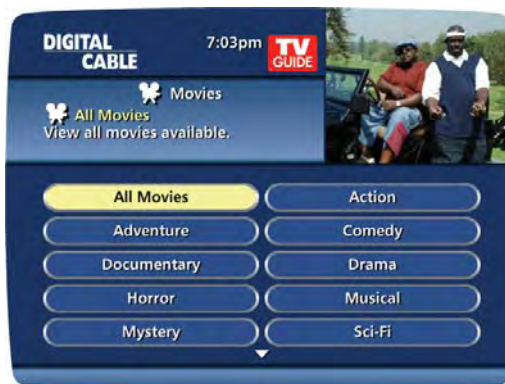 DIGITAL
CABLE
7:03pm
TV
GUIDE
Movies
All Movies
View all movies available.
All Movies
Action
Adventure
Comedy
Documentary
Drama
Horror
Musical
Mystery
Sci-Fi